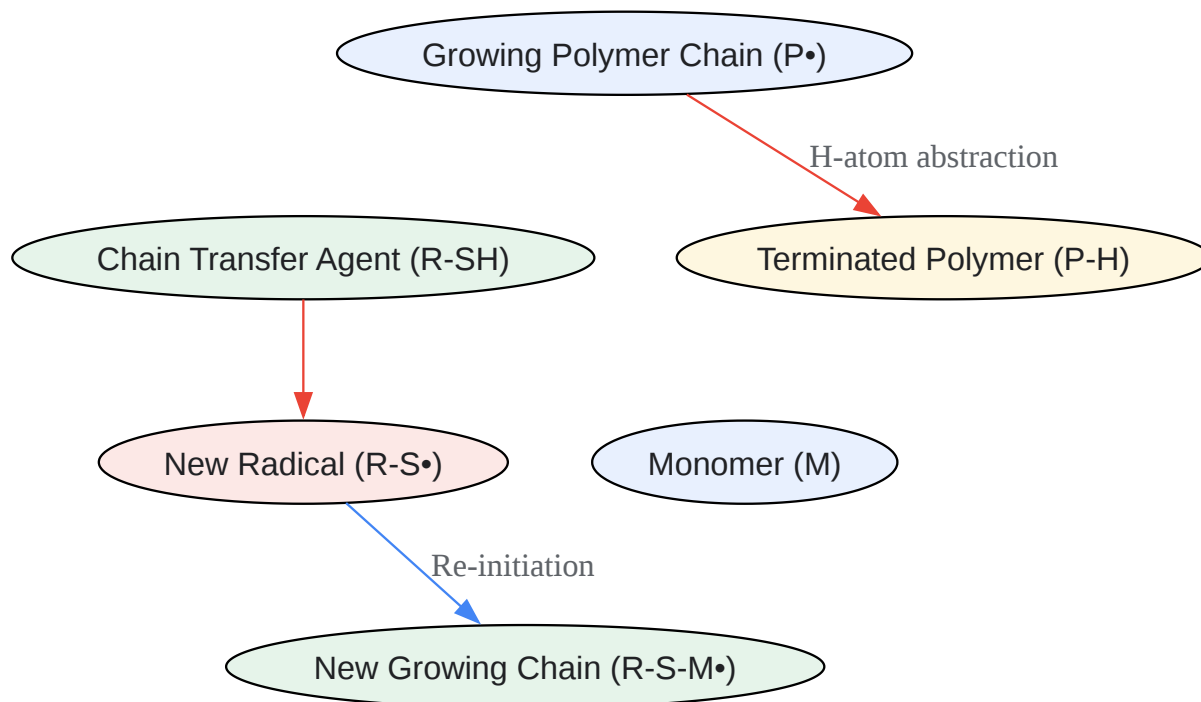 Growing Polymer Chain (P•)
H-atom abstraction
Chain Transfer Agent (R-SH)
Terminated Polymer (P-H)
New Radical (R-S•)
Monomer (M)
Re-initiation
New Growing Chain (R-S-M•)